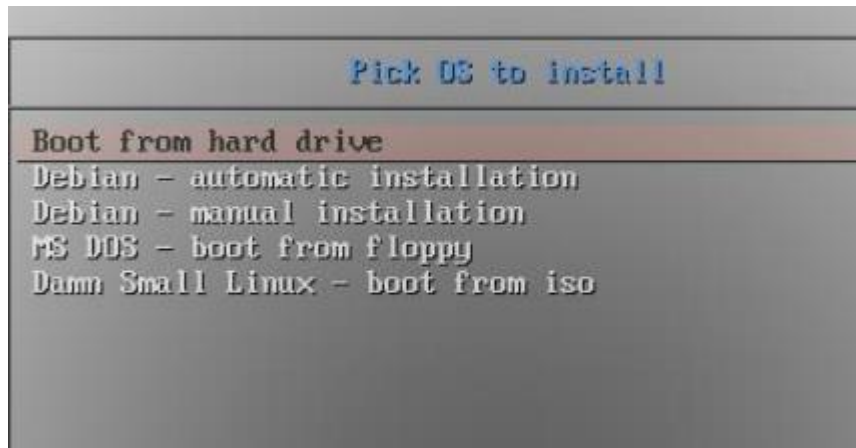 Pick OS to install
Boot from hard drive
Debian - automatic installation
Debian - manual installation
MS DOS - boot from floppy
Damn Small Linux - boot from iso